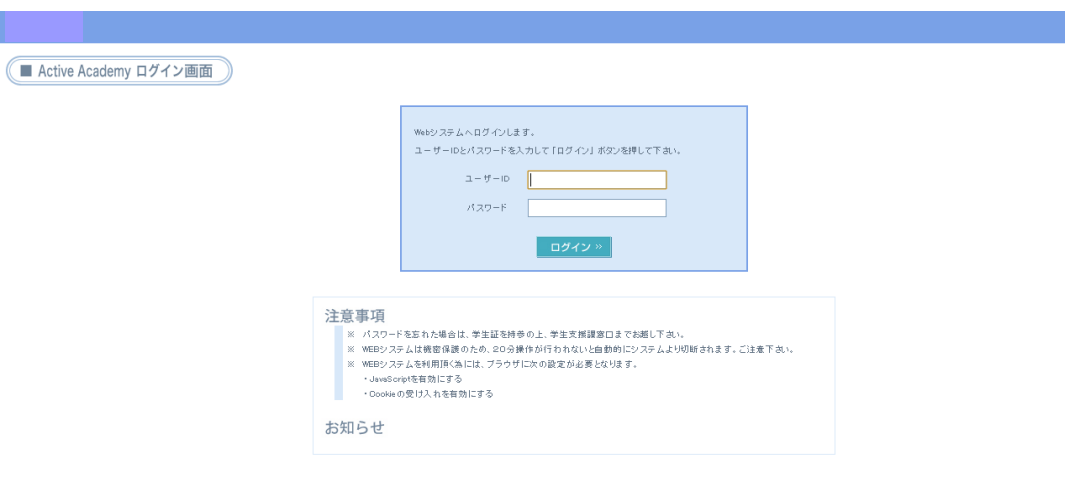 ■ Active Academy ログイン画面
Webシステムへログインします。
ユーザーIDとパスワードを入力して「ログイン」ボタンを押して下さい。
ユーザーID
パスワード
ログイン »
注意事項
※ パスワードを忘れた場合は、学生証を持参の上、学生支援課窓口までお越し下さい。
※ WEBシステムは機密保護のため、20分操作が行われないと自動的にシステムより切断されます。ご注意下さい。
※ WEBシステムを利用頂く為には、ブラウザに次の設定が必要となります。
・JavaScriptを有効にする
・Cookieの受け入れを有効にする
お知らせ